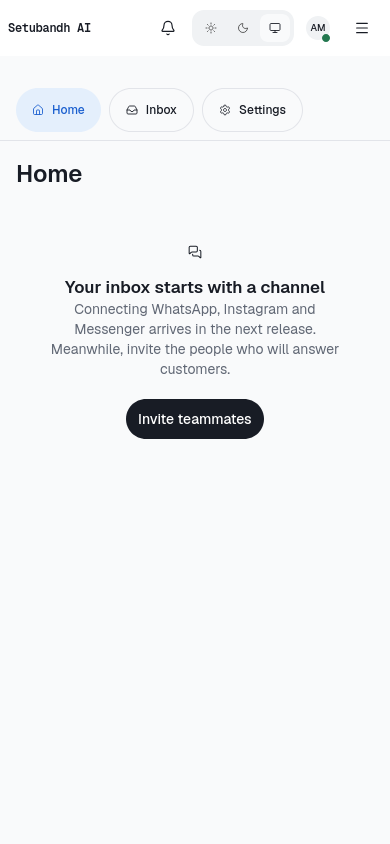 Setubandh AI
AM
Home
Inbox
Settings
Home
Your inbox starts with a channel
Connecting WhatsApp, Instagram and
Messenger arrives in the next release.
Meanwhile, invite the people who will answer
customers.
Invite teammates